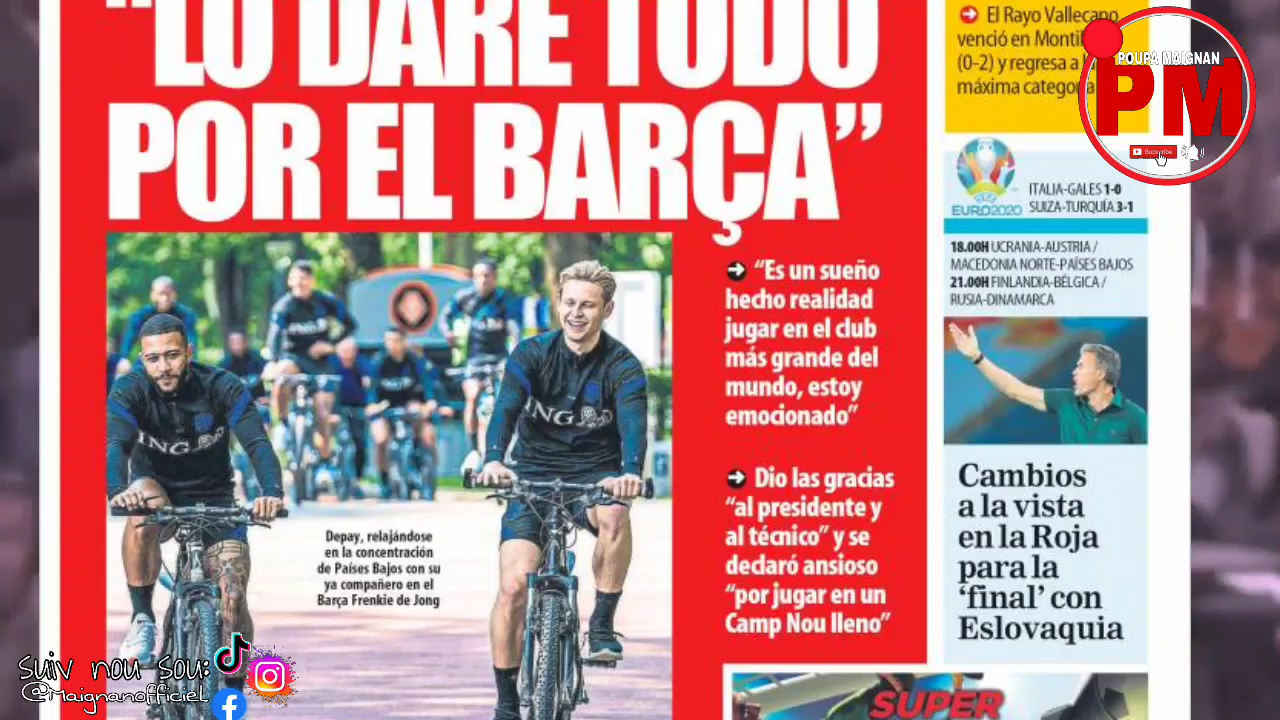 “LO DARÉ TODO
POR EL BARÇA”
“Es un sueño
hecho realidad
jugar en el club
más grande del
mundo, estoy
emocionado”
Dio las gracias
“al presidente y
al técnico” y se
declaró ansioso
“por jugar en un
Camp Nou lleno”
Depay, relajándose
en la concentración
de Países Bajos con su
ya compañero en el
Barça Frenkie de Jong
ING
ING
El Rayo Vallecano
venció en
(0-2) y regresa a
máxima categoría
POUPA MAIGNAN
PM
Subscribe
EURO2020
ITALIA-GALES 1-0
SUIZA-TURQUÍA 3-1
18.00H UCRANIA-AUSTRIA /
MACEDONIA NORTE-PAÍSES BAJOS
21.00H FINLANDIA-BÉLGICA /
RUSIA-DINAMARCA
Cambios
a la vista
en la Roja
para la
‘final’ con
Eslovaquia
SUPER
suiv nou sou:
@Maignanofficiel